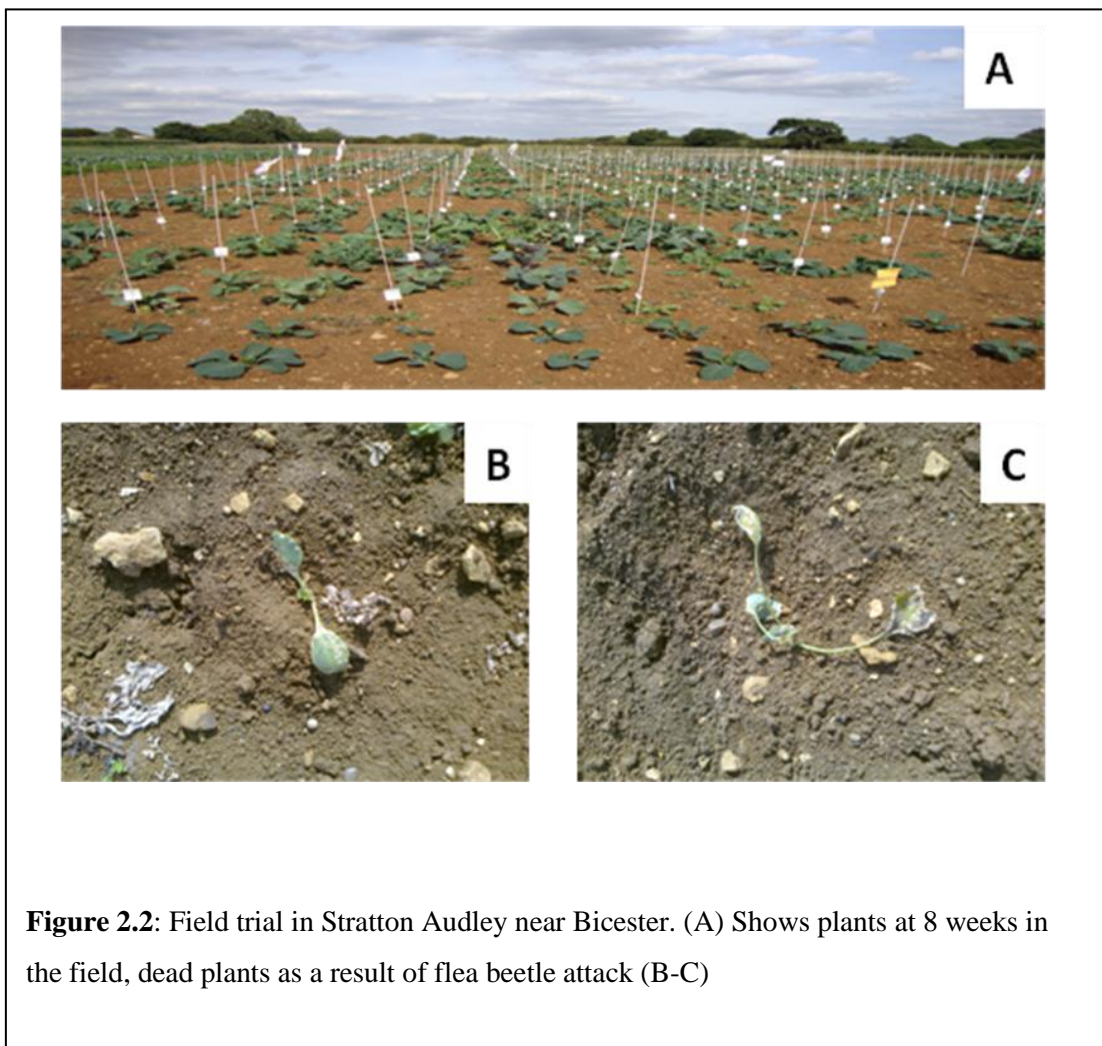 A
B
C
Figure 2.2: Field trial in Stratton Audley near Bicester. (A) Shows plants at 8 weeks in
the field, dead plants as a result of flea beetle attack (B-C)